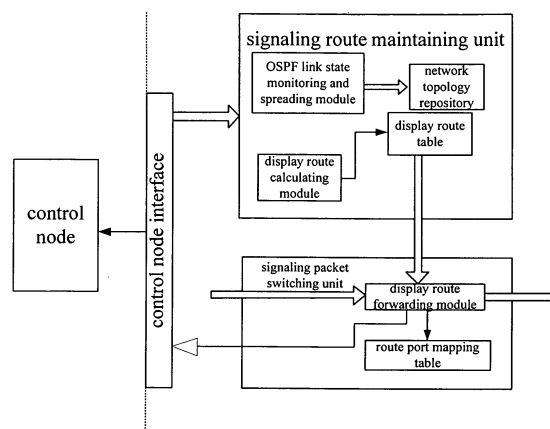 signaling route maintaining unit
OSPF link state
monitoring and
spreading module
network
topology
repository
display route
table
display route
calculating module
control
node
control node interface
signaling packet
switching unit
display route
forwarding module
route port mapping
table